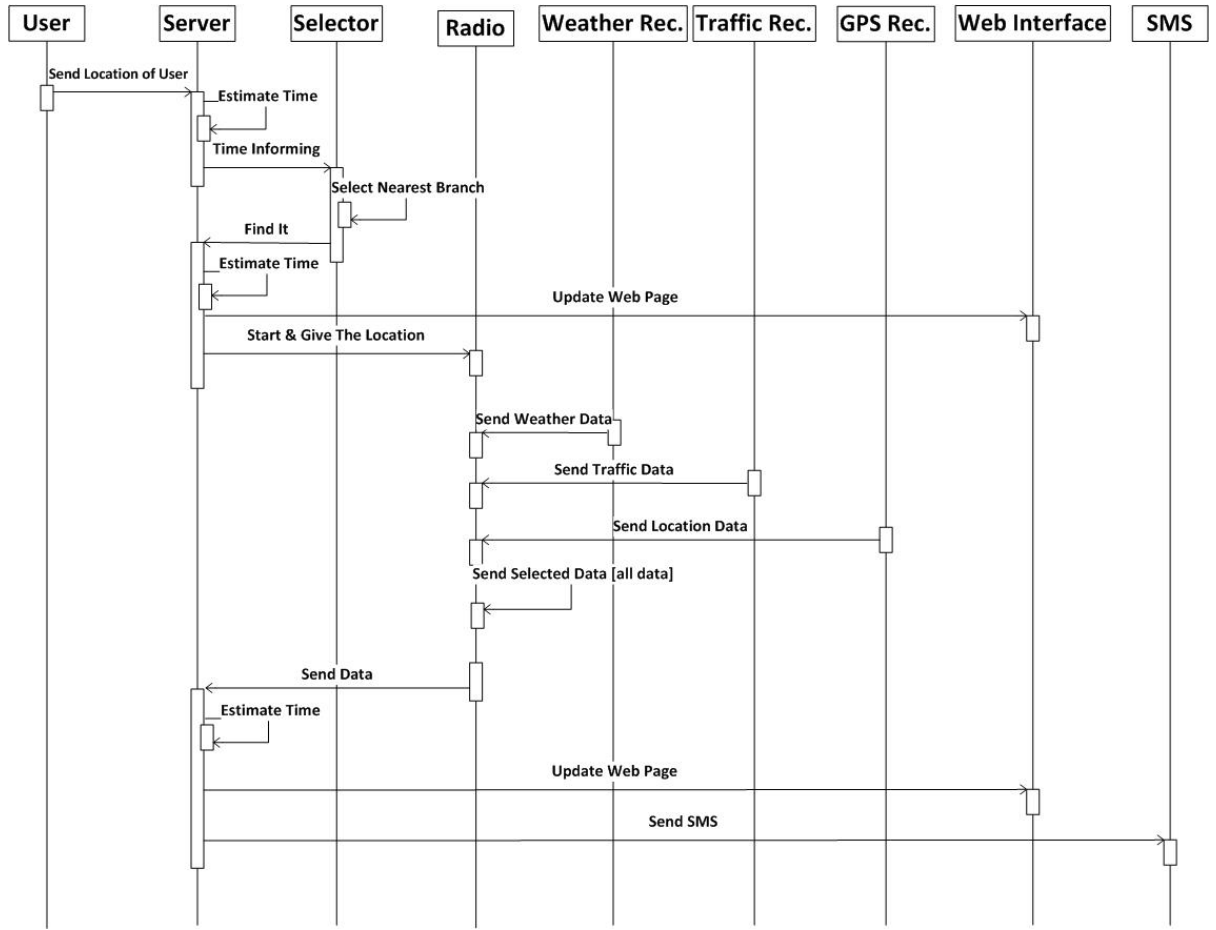 User
Server
Selector
Radio
Weather Rec.
Traffic Rec.
GPS Rec.
Web Interface
SMS
Send Location of User
Estimate Time
Time Informing
Select Nearest Branch
Find It
Estimate Time
Update Web Page
Start & Give The Location
Send Weather Data
Send Traffic Data
Send Location Data
Send Selected Data [all data]
Send Data
Estimate Time
Update Web Page
Send SMS